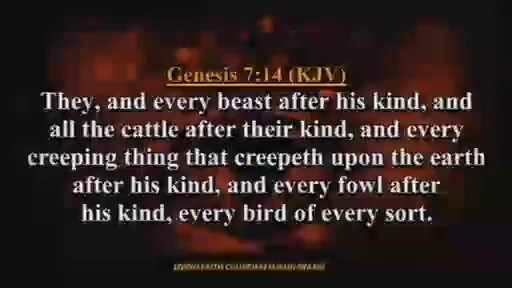 Genesis 7:14 (KJV)
They, and every beast after his kind, and
all the cattle after their kind, and every
creeping thing that creepeth upon the earth
after his kind, and every fowl after
his kind, every bird of every sort.